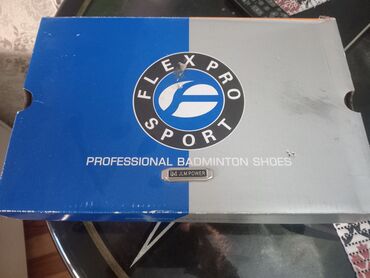 FLEXPRO
SPORT
PROFESSIONAL BADMINTON SHOES
JLM POWER